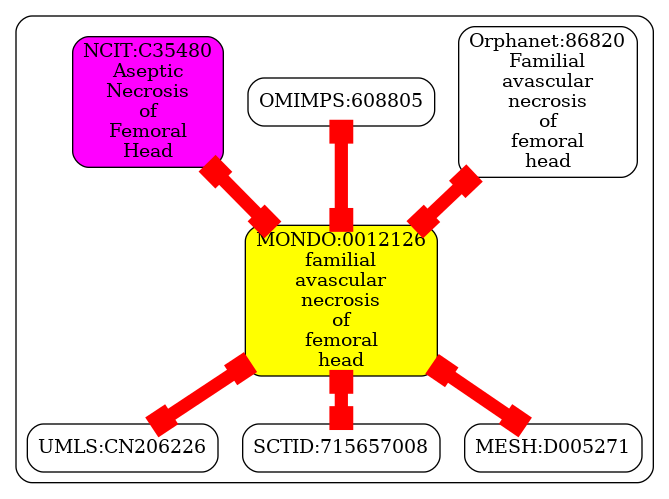 NCIT:C35480
Aseptic
Necrosis
of
Femoral
Head
OMIMPS:608805
Orphanet:86820
Familial
avascular
necrosis
of
femoral
head
MONDO:0012126
familial
avascular
necrosis
of
femoral
head
UMLS:CN206226
SCTID:715657008
MESH:D005271